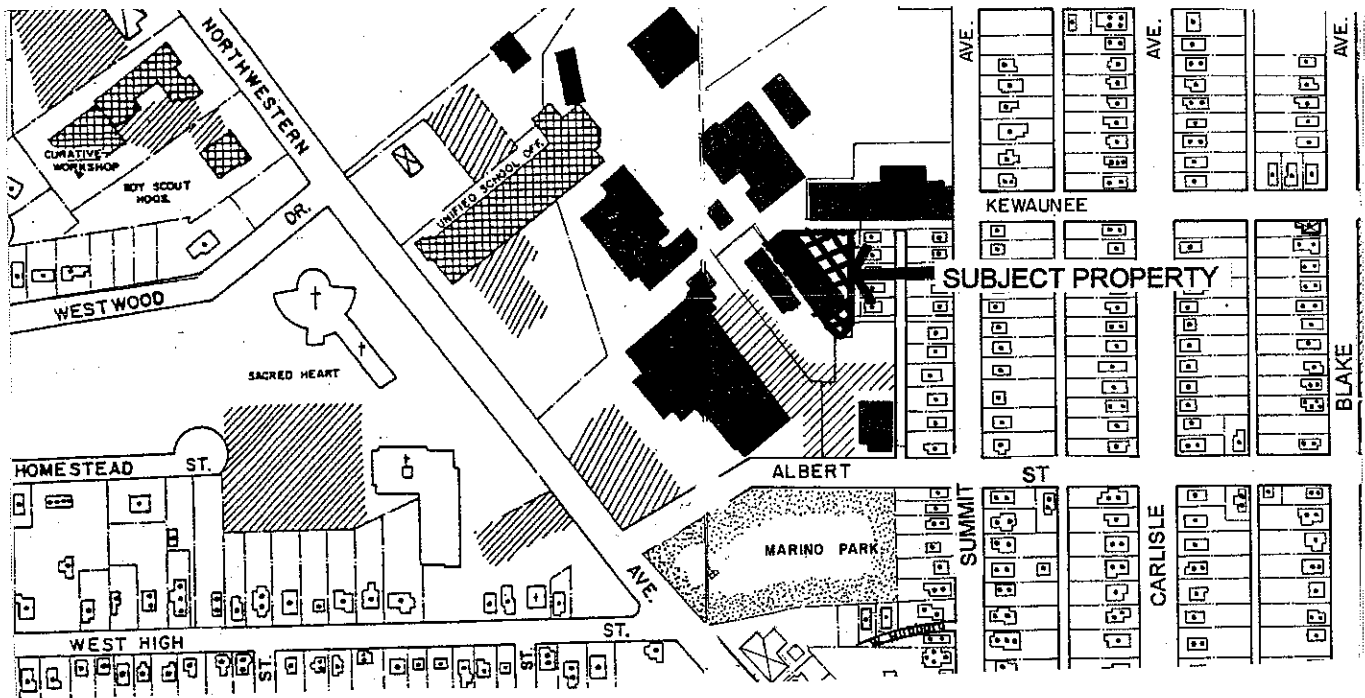 NORTHWESTERN
AVE.
AVE.
AVE.
CURATIVE
WORKSHOP
BOY SCOUT
HDQS.
UNIFIED SCHOOL OFF.
DR.
KEWAUNEE
WESTWOOD
SUBJECT PROPERTY
SACRED HEART
BLAKE
HOMESTEAD ST.
ALBERT ST
MARINO PARK
SUMMIT
CARLISLE
AVE.
WEST HIGH ST.
ST.
ST.